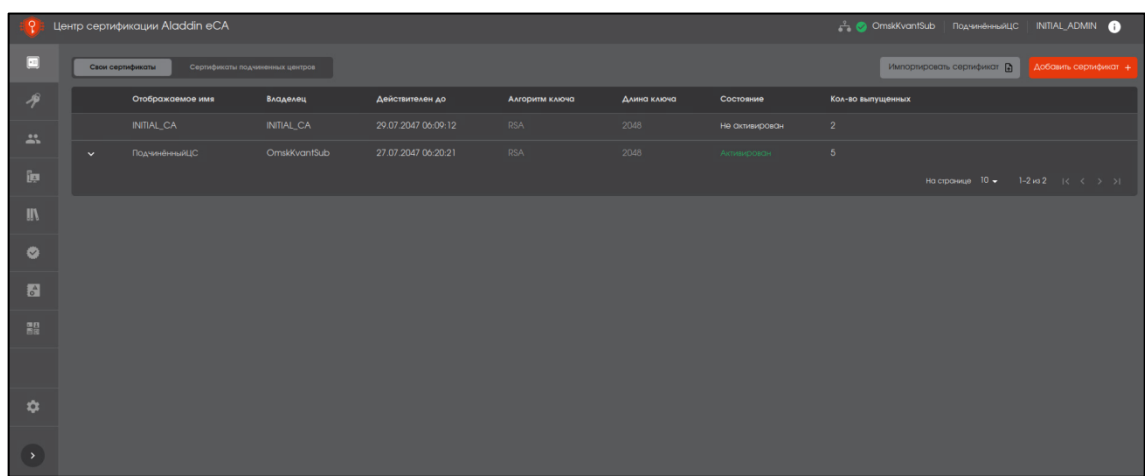 Центр сертификации Aladdin eCA OmskKvantSub ПодчинённыйЦС INITIAL_ADMIN
Свои сертификаты Сертификаты подчиненных центров Импортировать сертификат Добавить сертификат +
Отображаемое имя Владелец Действителен до Алгоритм ключа Длина ключа Состояние Кол-во выпущенных
INITIAL_CA INITIAL_CA 29.07.2047 06:09:12 RSA 2048 Не активирован 2
ПодчинённыйЦС OmskKvantSub 27.07.2047 06:20:21 RSA 2048 Активирован 5
На странице 10 1–2 из 2